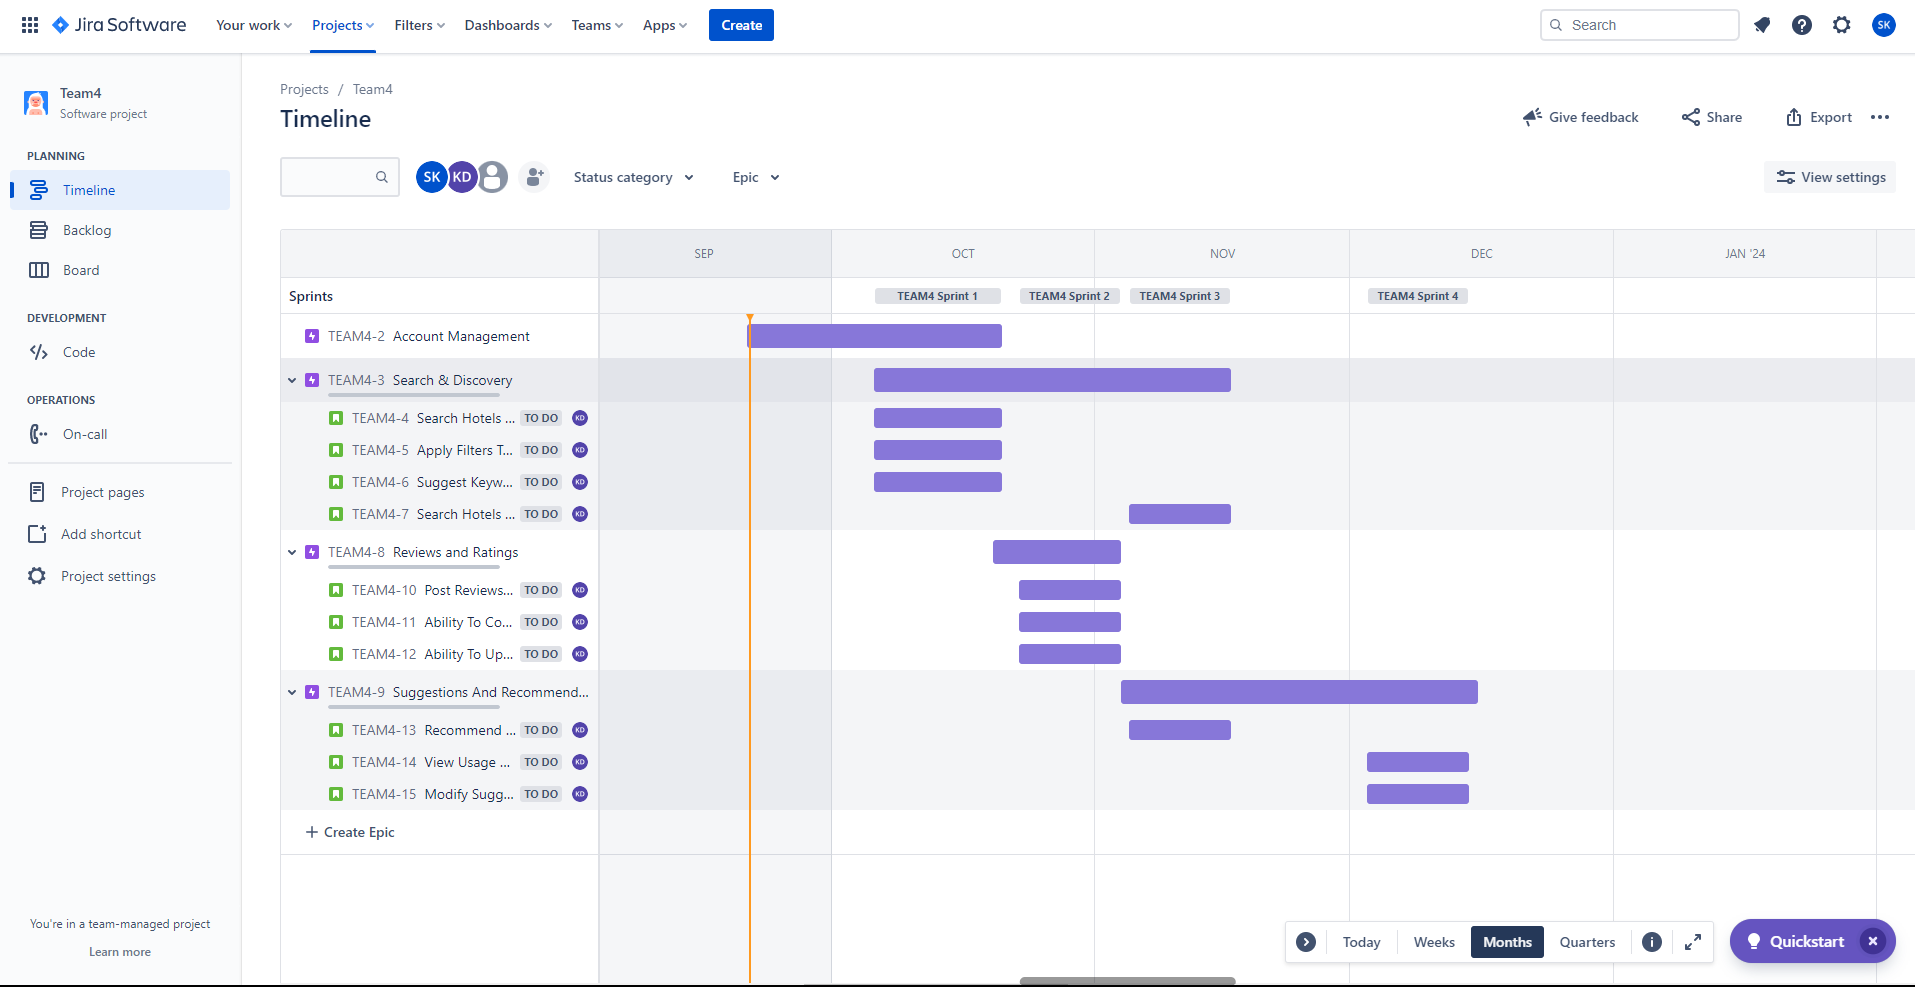 Jira Software Your work Projects Filters Dashboards Teams Apps Create Search SK
Team4
Software project
PLANNING
Timeline
Backlog
Board
DEVELOPMENT
Code
OPERATIONS
On-call
Project pages
Add shortcut
Project settings
You're in a team-managed project
Learn more
Projects / Team4
Timeline
Give feedback Share Export
SK KD Status category Epic View settings
SEP OCT NOV DEC JAN '24
Sprints TEAM4 Sprint 1 TEAM4 Sprint 2 TEAM4 Sprint 3 TEAM4 Sprint 4
TEAM4-2 Account Management
TEAM4-3 Search & Discovery
TEAM4-4 Search Hotels ... TO DO KD
TEAM4-5 Apply Filters T... TO DO KD
TEAM4-6 Suggest Keyw... TO DO KD
TEAM4-7 Search Hotels ... TO DO KD
TEAM4-8 Reviews and Ratings
TEAM4-10 Post Reviews... TO DO KD
TEAM4-11 Ability To Co... TO DO KD
TEAM4-12 Ability To Up... TO DO KD
TEAM4-9 Suggestions And Recommend...
TEAM4-13 Recommend ... TO DO KD
TEAM4-14 View Usage ... TO DO KD
TEAM4-15 Modify Sugg... TO DO KD
+ Create Epic
Today Weeks Months Quarters Quickstart